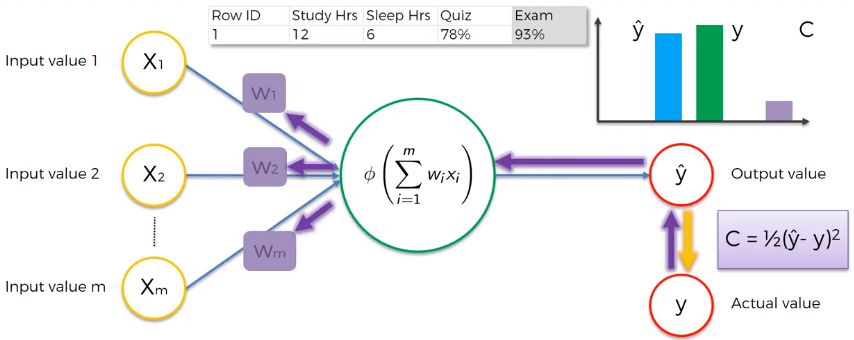 Row ID Study Hrs Sleep Hrs Quiz Exam
1 12 6 78% 93%
ŷ y C
Input value 1
X₁
w₁
Input value 2
X₂
w₂
ϕ (∑ᵢ₌₁ᵐ wᵢxᵢ)
ŷ
Output value
C = ½(ŷ- y)²
Input value m
Xₘ
wₘ
y
Actual value